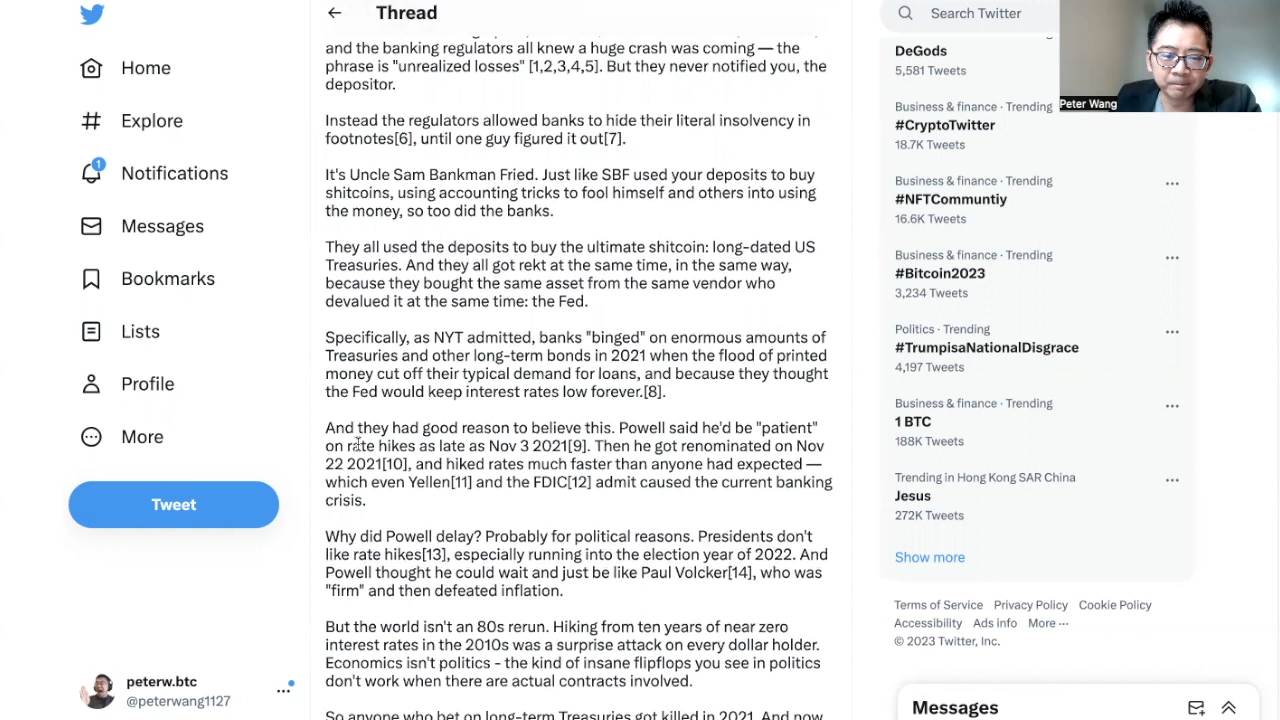 Home
Explore
1
Notifications
Messages
Bookmarks
Lists
Profile
More
Tweet
peterw.btc
@peterwang1127
Thread
and the banking regulators all knew a huge crash was coming — the
phrase is "unrealized losses" [1,2,3,4,5]. But they never notified you, the
depositor.
Instead the regulators allowed banks to hide their literal insolvency in
footnotes[6], until one guy figured it out[7].
It's Uncle Sam Bankman Fried. Just like SBF used your deposits to buy
shitcoins, using accounting tricks to fool himself and others into using
the money, so too did the banks.
They all used the deposits to buy the ultimate shitcoin: long-dated US
Treasuries. And they all got rekt at the same time, in the same way,
because they bought the same asset from the same vendor who
devalued it at the same time: the Fed.
Specifically, as NYT admitted, banks "binged" on enormous amounts of
Treasuries and other long-term bonds in 2021 when the flood of printed
money cut off their typical demand for loans, and because they thought
the Fed would keep interest rates low forever.[8].
And they had good reason to believe this. Powell said he'd be "patient"
on rate hikes as late as Nov 3 2021[9]. Then he got renominated on Nov
22 2021[10], and hiked rates much faster than anyone had expected —
which even Yellen[11] and the FDIC[12] admit caused the current banking
crisis.
Why did Powell delay? Probably for political reasons. Presidents don't
like rate hikes[13], especially running into the election year of 2022. And
Powell thought he could wait and just be like Paul Volcker[14], who was
"firm" and then defeated inflation.
But the world isn't an 80s rerun. Hiking from ten years of near zero
interest rates in the 2010s was a surprise attack on every dollar holder.
Economics isn't politics - the kind of insane flipflops you see in politics
don't work when there are actual contracts involved.
So anyone who bet on long-term Treasuries got killed in 2021. And now
Search Twitter
DeGods
5,581 Tweets
Business & finance · Trending
#CryptoTwitter
18.7K Tweets
Business & finance · Trending
#NFTCommuntiy
16.6K Tweets
Business & finance · Trending
#Bitcoin2023
3,234 Tweets
Politics · Trending
#TrumpisaNationalDisgrace
4,197 Tweets
Business & finance · Trending
1 BTC
188K Tweets
Trending in Hong Kong SAR China
Jesus
272K Tweets
Show more
Terms of Service Privacy Policy Cookie Policy
Accessibility Ads info More ···
© 2023 Twitter, Inc.
Messages
Peter Wang